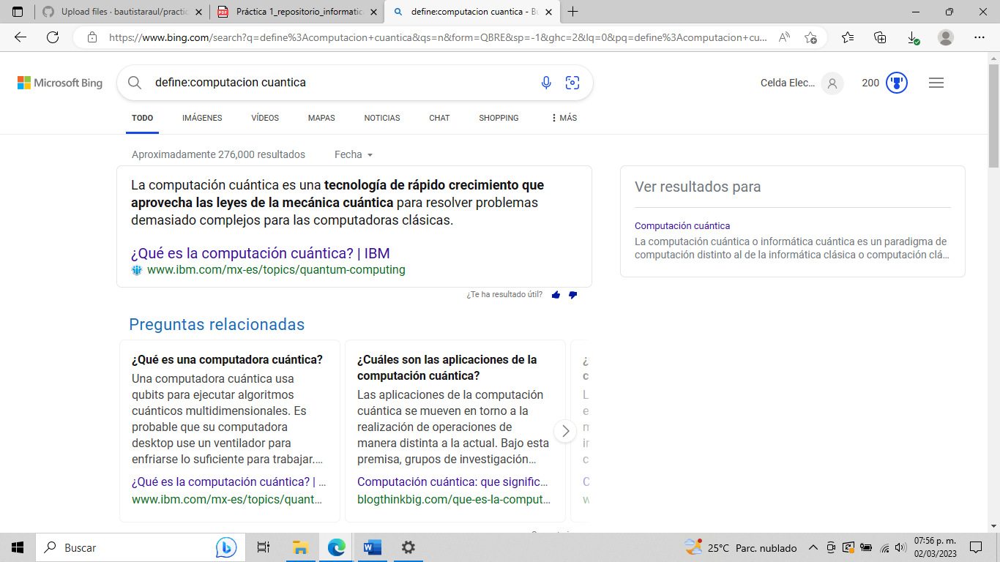 Upload files · bautistaraul/practic
Práctica 1_repositorio_informatica
define:computacion cuantica - Bu
https://www.bing.com/search?q=define%3Acomputacion+cuantica&qs=n&form=QBRE&sp=-1&ghc=2&lq=0&pq=define%3Acomputacion+cu...
Microsoft Bing
define:computacion cuantica
Celda Elec...
200
TODO
IMÁGENES
VÍDEOS
MAPAS
NOTICIAS
CHAT
SHOPPING
MÁS
Aproximadamente 276,000 resultados
Fecha
La computación cuántica es una tecnología de rápido crecimiento que
aprovecha las leyes de la mecánica cuántica para resolver problemas
demasiado complejos para las computadoras clásicas.
¿Qué es la computación cuántica? | IBM
www.ibm.com/mx-es/topics/quantum-computing
¿Te ha resultado útil?
Ver resultados para
Computación cuántica
La computación cuántica o informática cuántica es un paradigma de
computación distinto al de la informática clásica o computación clá...
Preguntas relacionadas
¿Qué es una computadora cuántica?
Una computadora cuántica usa
qubits para ejecutar algoritmos
cuánticos multidimensionales. Es
probable que su computadora
desktop use un ventilador para
enfriarse lo suficiente para trabajar....
¿Qué es la computación cuántica? | ...
www.ibm.com/mx-es/topics/quant...
¿Cuáles son las aplicaciones de la
computación cuántica?
Las aplicaciones de la computación
cuántica se mueven en torno a la
realización de operaciones de
manera distinta a la actual. Bajo esta
premisa, grupos de investigación...
Computación cuántica: que signific...
blogthinkbig.com/que-es-la-comput...
Buscar
25°C Parc. nublado
07:56 p. m.
02/03/2023